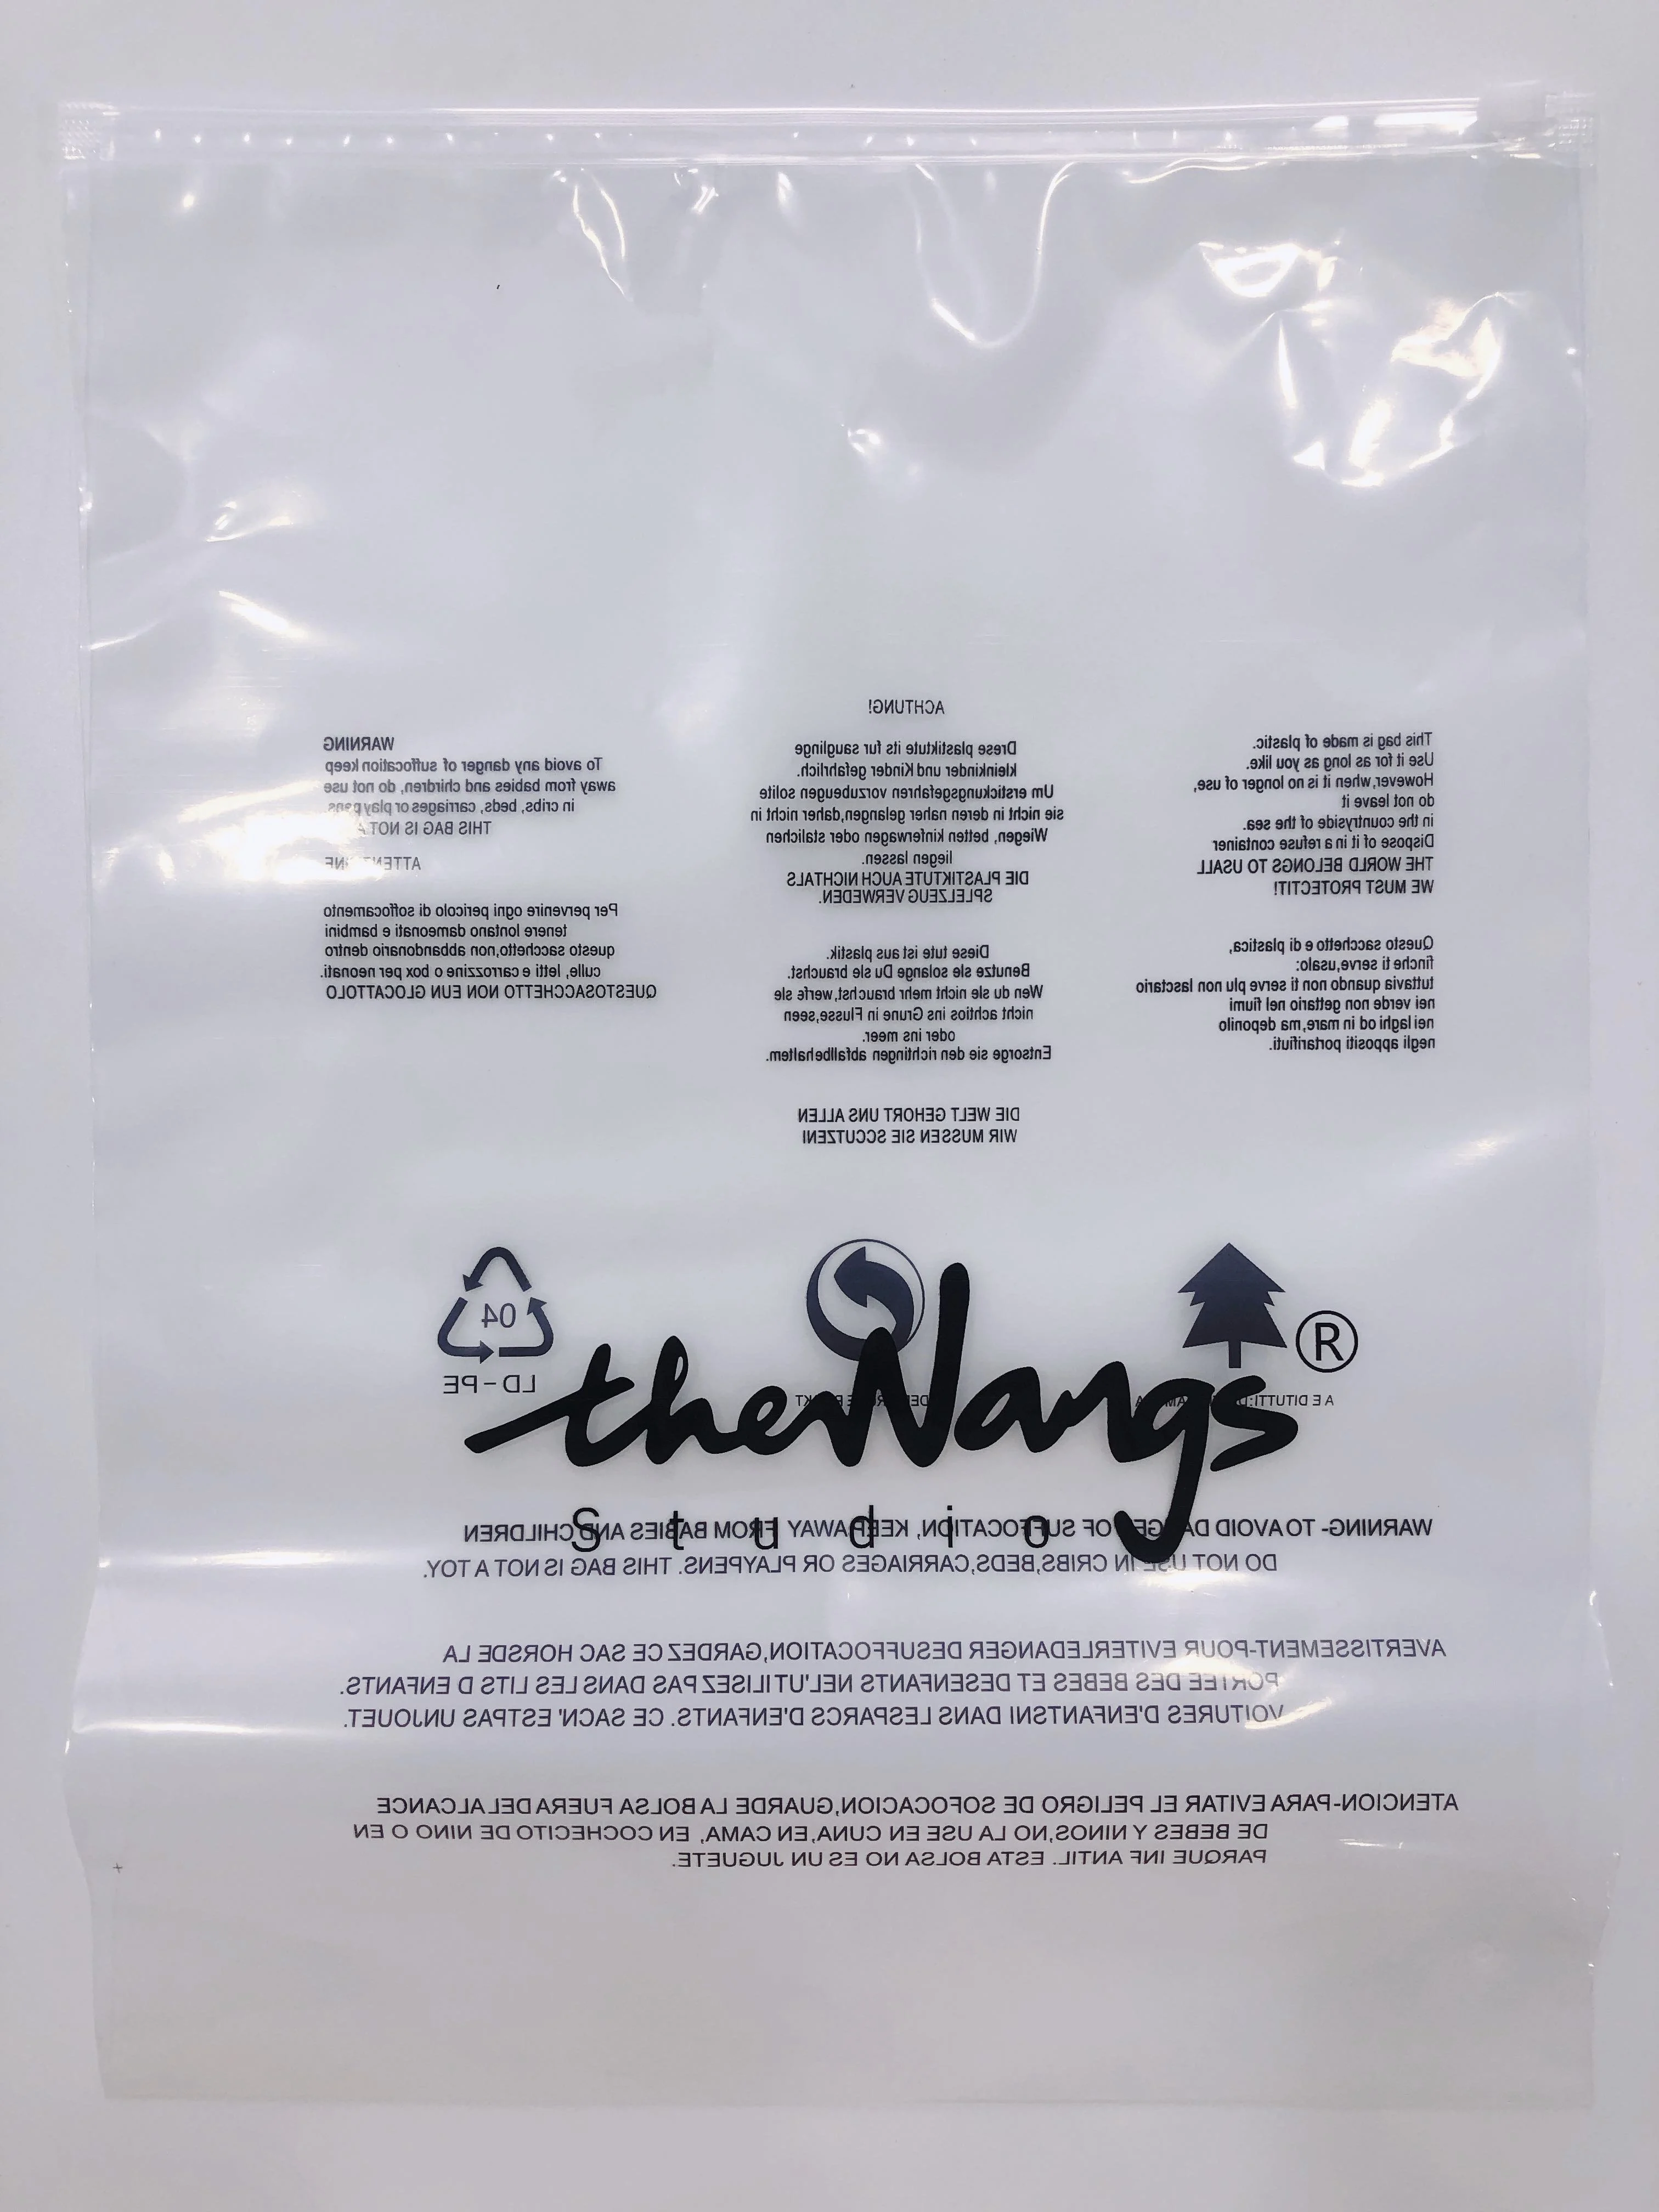 ACHTUNG!
Drese plastiktute its fur sauglinge
kleinkinder und Kinder gefahrlich.
Um erstickungsgefahren vorzubeugen solite
sie nicht in deren naher gelangen,daher nicht in
Wiegen, betten kinferwagen oder stalichen
liegen lassen.
DIE PLASTIKTUTE AUCH NICHTALS
SPLELZEUG VERWEDEN.
Diese tute ist aus plastik.
Benutze sle solange Du sle brauchst.
Wen du sle nicht mehr brauchst,werfe sle
nicht achtios ins Grune in Flusse,seen
oder ins meer.
Entsorge sie den richtingen abfallbehaltem.
DIE WELT GEHORT UNS ALLEN
WIR MUSSEN SIE SCCUTZEN!
WARNING
To avoid any danger of suffocation keep
away from babies and chirdren, do not use
in cribs, beds, carriages or play pens
THIS BAG IS NOT A
Per pervenire ogni pericolo di soffocamento
tenere lontano dameonati e bambini
questo sacchetto,non abbandonario dentro
culle, letti e carrozzine o box per neonati.
QUESTOSACCHETTO NON EUN GLOCATTOLO
This bag is made of plastic.
Use it for as long as you like.
However,when it is no longer of use,
do not leave it
in the countryside of the sea.
Dispose of it in a refuse container
THE WORLD BELONGS TO USALL
WE MUST PROTECTIT!
Questo sacchetto e di plastica,
finche ti serve,usalo:
tuttavia quando non ti serve plu non lasctario
nei verde non gettario nel fiumi
nei laghi od in mare,ma deponilo
negli appositi portarifiuti.
04
LD-PE
®
A E DITUTTI:
theWangs
Studio
WARNING- TO AVOID DANGER OF SUFFOCATION, KEEP AWAY FROM BABIES AND CHILDREN
DO NOT USE IN CRIBS,BEDS,CARRIAGES OR PLAYPENS. THIS BAG IS NOT A TOY.
AVERTISSEMENT-POUR EVITERLEDANGER DESUFFOCATION,GARDEZ CE SAC HORSDE LA
PORTEE DES BEBES ET DESENFANTS NEL'UTILISEZ PAS DANS LES LITS D ENFANTS.
VOITURES D'ENFANTSNI DANS LESPARCS D'ENFANTS. CE SACN' ESTPAS UNJOUET.
ATENCION-PARA EVITAR EL PELIGRO DE SOFOCACION,GUARDE LA BOLSA FUERA DELALCANCE
DE BEBES Y NINOS,NO LA USE EN CUNA,EN CAMA, EN COCHECITO DE NINO O EN
PARQUE INF ANTIL. ESTA BOLSA NO ES UN JUGUETE.